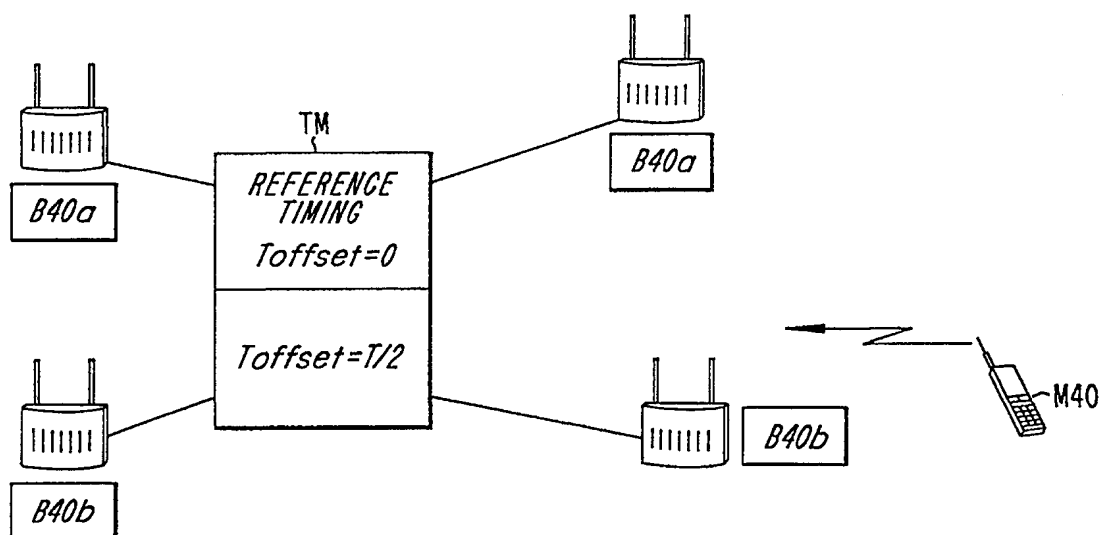 TM
B40a
REFERENCE
TIMING
Toffset=0
B40a
Toffset=T/2
M40
B40b
B40b